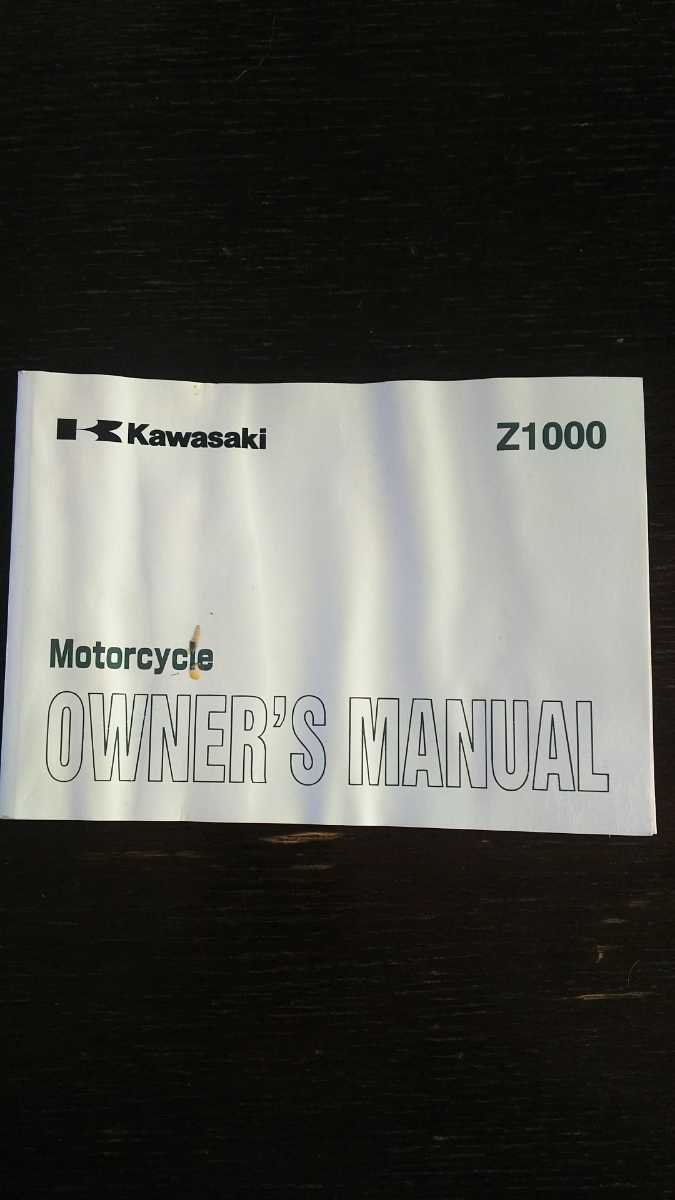 Kawasaki Z1000
Motorcycle
OWNER'S MANUAL